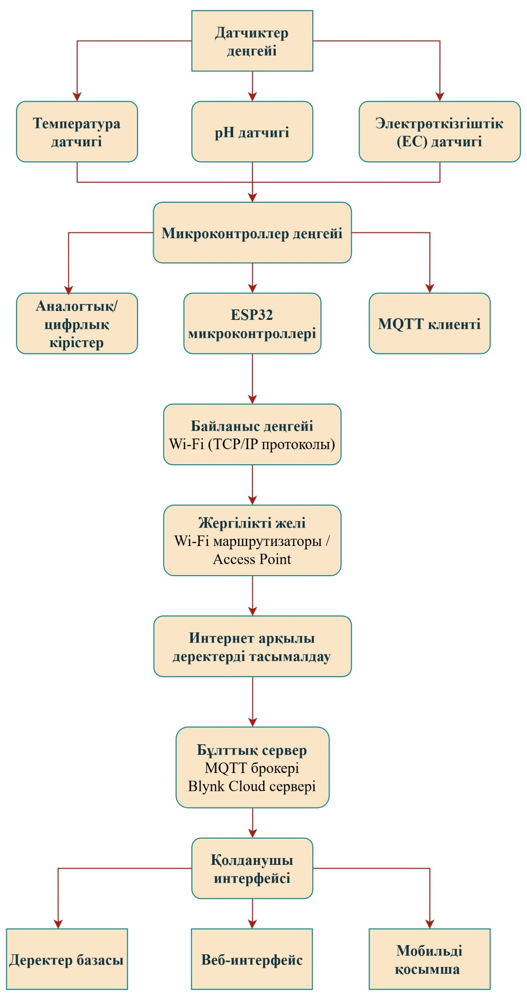 Датчиктер
деңгейі
Температура
датчигі
pH датчигі
Электрөткізгіштік
(EC) датчигі
Микроконтроллер деңгейі
Аналогтық/
цифрлық
кірістер
ESP32
микроконтроллері
MQTT клиенті
Байланыс деңгейі
Wi-Fi (TCP/IP протоколы)
Жергілікті желі
Wi-Fi маршрутизаторы /
Access Point
Интернет арқылы
деректерді тасымалдау
Бұлттық сервер
MQTT брокері
Blynk Cloud сервері
Қолданушы
интерфейсі
Деректер базасы
Веб-интерфейс
Мобильді
қосымша